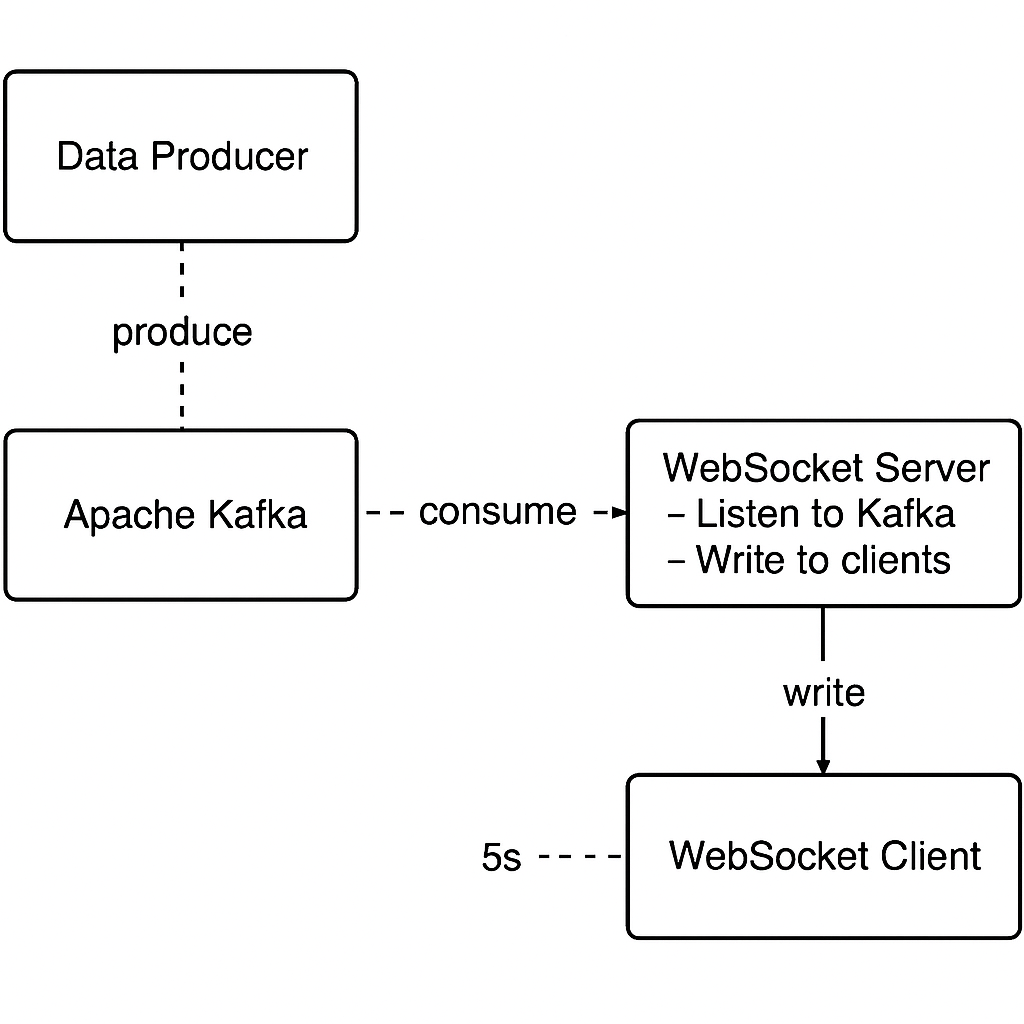 Data Producer
produce
Apache Kafka
consume
WebSocket Server
– Listen to Kafka
– Write to clients
write
5s
WebSocket Client